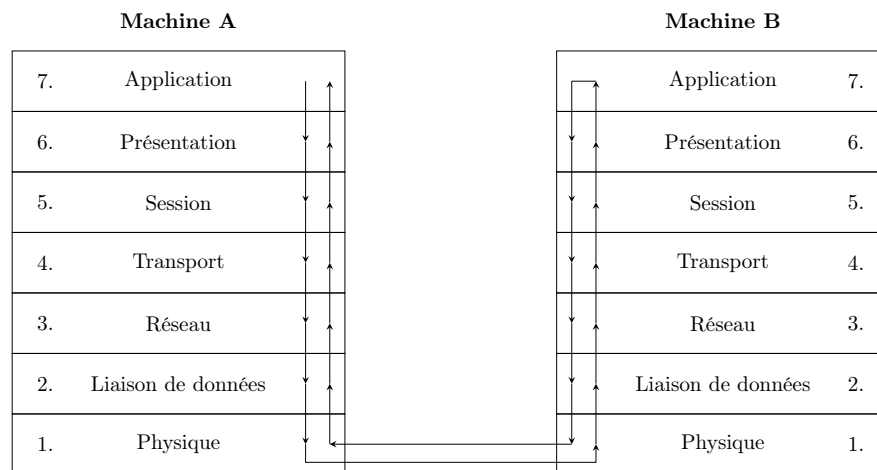 Machine A Machine B
7. Application Application 7.
6. Présentation Présentation 6.
5. Session Session 5.
4. Transport Transport 4.
3. Réseau Réseau 3.
2. Liaison de données Liaison de données 2.
1. Physique Physique 1.